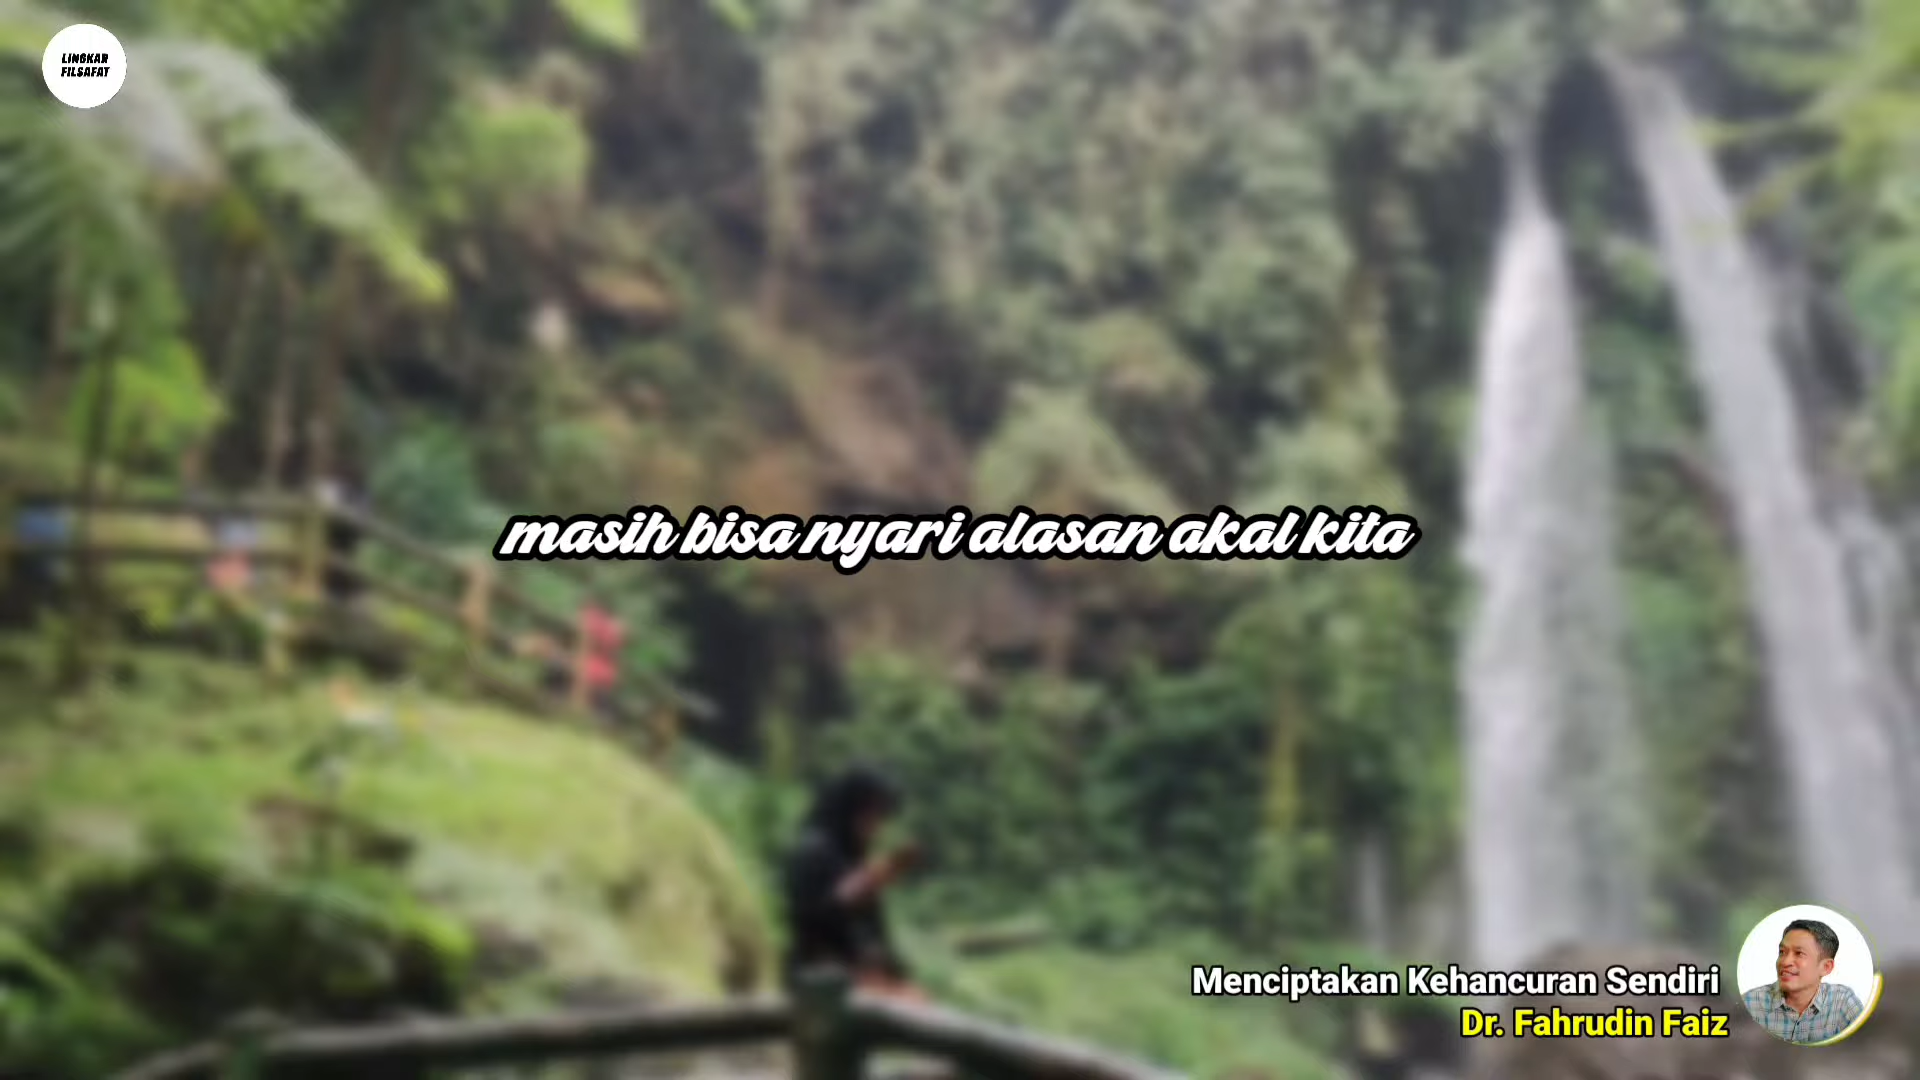 LINGKAR
FILSAFAT
masih bisa nyari alasan akal kita
Menciptakan Kehancuran Sendiri
Dr. Fahrudin Faiz